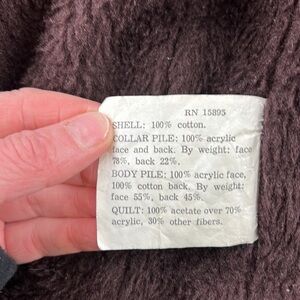 RN 15895
SHELL: 100% cotton.
COLLAR PILE: 100% acrylic
face and back. By weight: face
78%, back 22%.
BODY PILE: 100% acrylic face,
100% cotton back. By weight:
face 55%, back 45%.
QUILT: 100% acetate over 70%
acrylic, 30% other fibers.